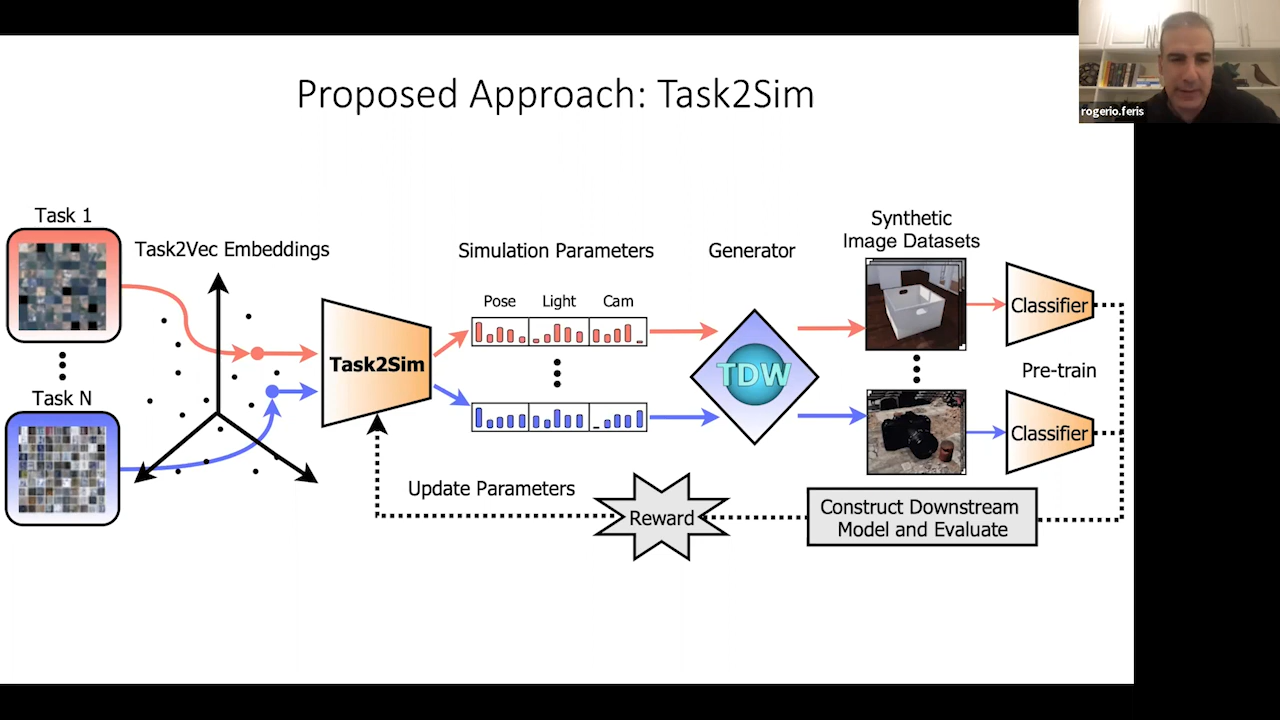 rogerio.feris
Proposed Approach: Task2Sim
Task 1
Task2Vec Embeddings
Simulation Parameters
Generator
Synthetic
Image Datasets
Pose Light Cam
Classifier
Task2Sim
TDW
Pre-train
Task N
Classifier
Update Parameters
Reward
Construct Downstream
Model and Evaluate